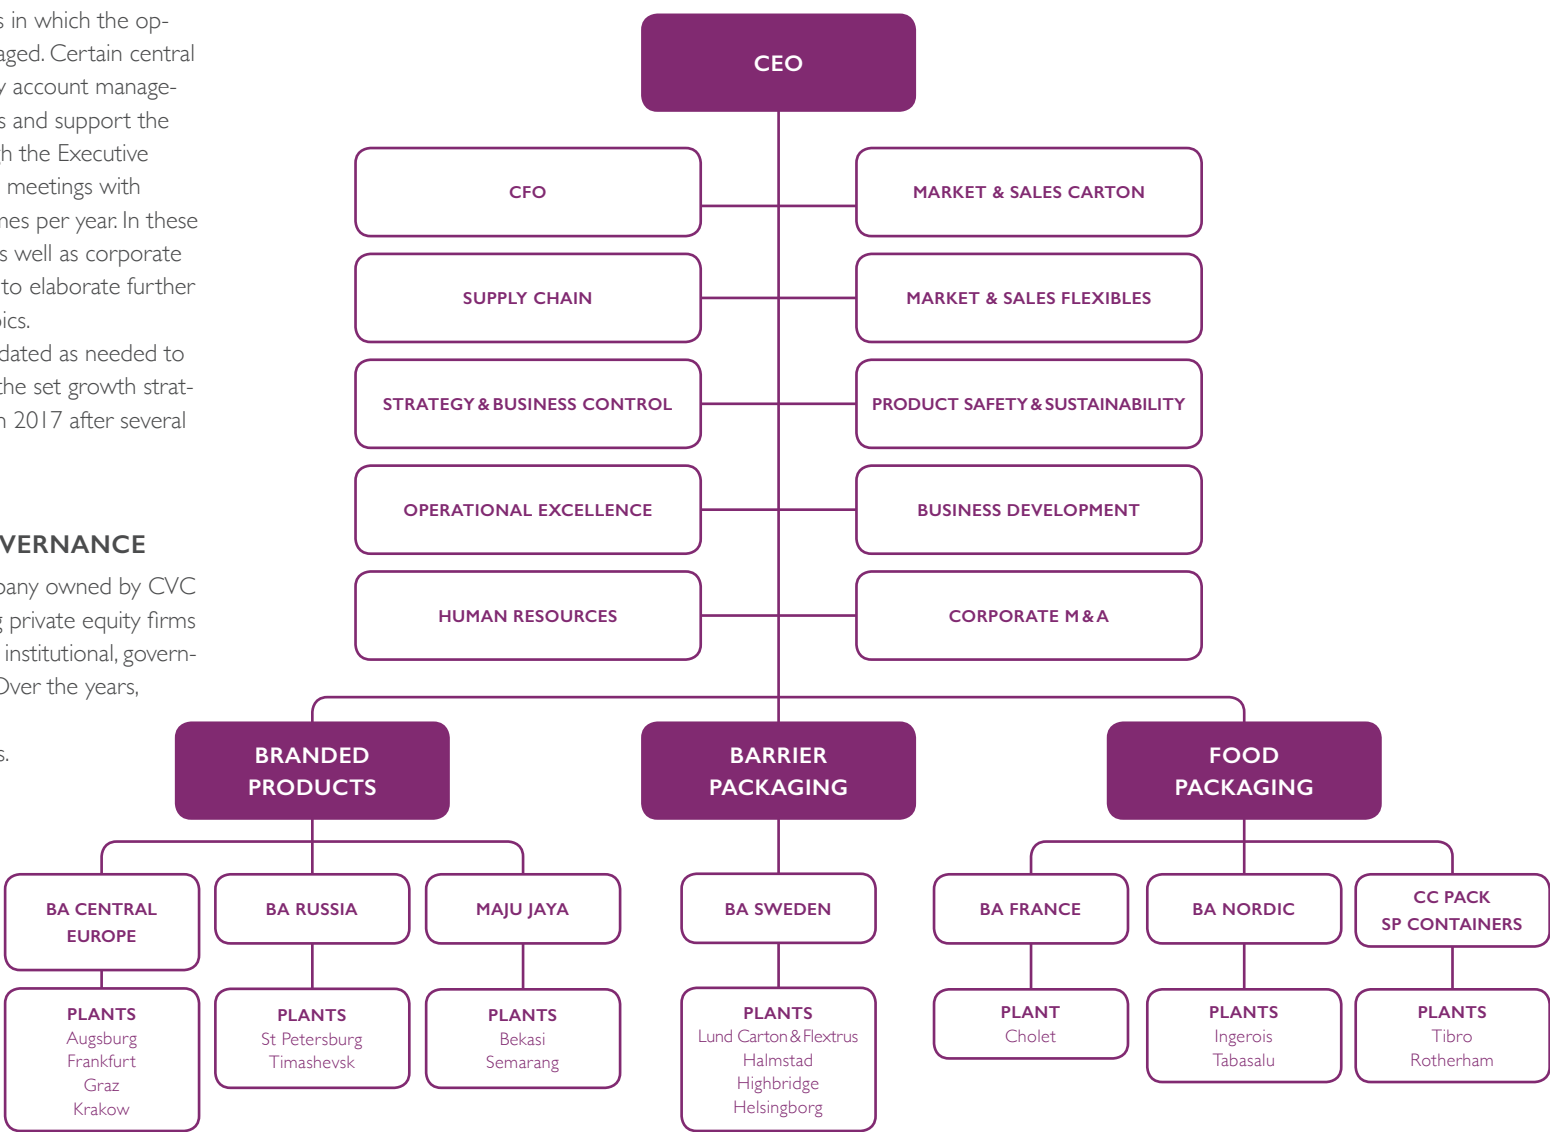 s in which the op-
aged. Certain central
y account manage-
s and support the
gh the Executive
meetings with
mes per year. In these
s well as corporate
to elaborate further
pics.
dated as needed to
the set growth strat-
n 2017 after several
VERNANCE
pany owned by CVC
g private equity firms
institutional, govern-
Over the years,
s.
CEO
CFO
MARKET & SALES CARTON
SUPPLY CHAIN
MARKET & SALES FLEXIBLES
STRATEGY & BUSINESS CONTROL
PRODUCT SAFETY & SUSTAINABILITY
OPERATIONAL EXCELLENCE
BUSINESS DEVELOPMENT
HUMAN RESOURCES
CORPORATE M & A
BRANDED
PRODUCTS
BARRIER
PACKAGING
FOOD
PACKAGING
BA CENTRAL
EUROPE
BA RUSSIA
MAJU JAYA
BA SWEDEN
BA FRANCE
BA NORDIC
CC PACK
SP CONTAINERS
PLANTS
Augsburg
Frankfurt
Graz
Krakow
PLANTS
St Petersburg
Timashevsk
PLANTS
Bekasi
Semarang
PLANTS
Lund Carton & Flextrus
Halmstad
Highbridge
Helsingborg
PLANT
Cholet
PLANTS
Ingerois
Tabasalu
PLANTS
Tibro
Rotherham